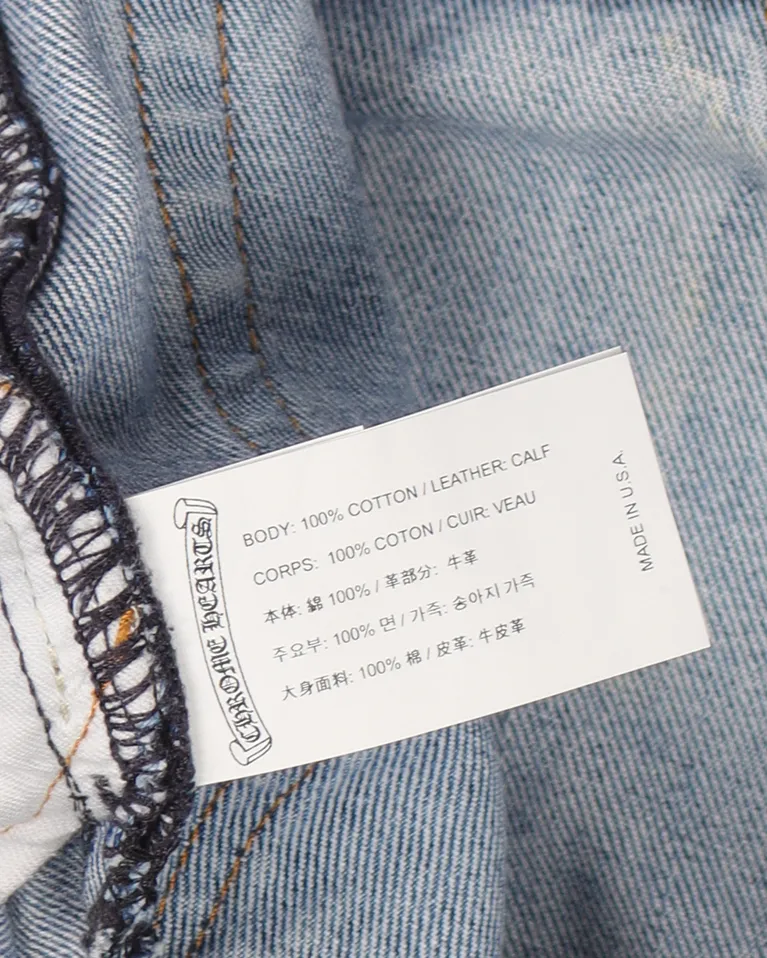 CHROME HEARTS
BODY: 100% COTTON / LEATHER: CALF
CORPS: 100% COTON / CUIR: VEAU
本体: 綿 100% / 革部分: 牛革
주요부: 100% 면 / 가죽: 송아지 가죽
大身面料: 100% 棉 / 皮革: 牛皮革
MADE IN U.S.A.